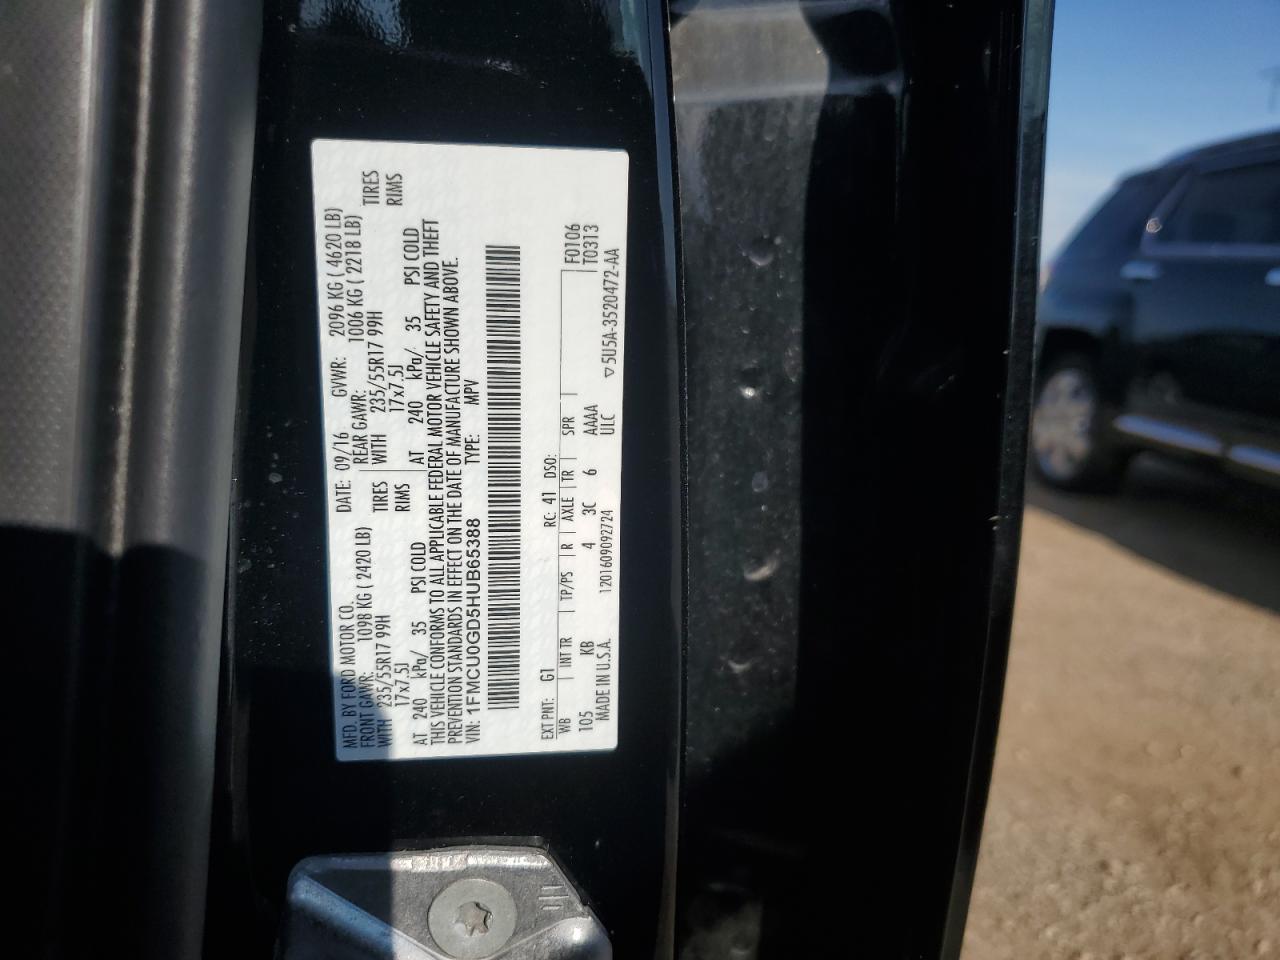 MFD. BY FORD MOTOR CO. DATE: 09/16 GVWR: 2096 KG ( 4620 LB)
FRONT GAWR: 1098 KG ( 2420 LB) REAR GAWR: 1006 KG ( 2218 LB)
WITH 235/55R17 99H TIRES WITH 235/55R17 99H TIRES
17x7.5J RIMS 17x7.5J RIMS
AT 240 kPa/ 35 PSI COLD AT 240 kPa/ 35 PSI COLD
THIS VEHICLE CONFORMS TO ALL APPLICABLE FEDERAL MOTOR VEHICLE SAFETY AND THEFT
PREVENTION STANDARDS IN EFFECT ON THE DATE OF MANUFACTURE SHOWN ABOVE.
VIN: 1FMCU0GD5HUB65388 TYPE: MPV
EXT PNT: G1 RC: 41 DSO: F0106
WB INT TR TP/PS R AXLE TR SPR T0313
105 KB 4 3C 6 AAAA
MADE IN U.S.A. 1201609092724 ULC ▽5U5A-3520472-AA